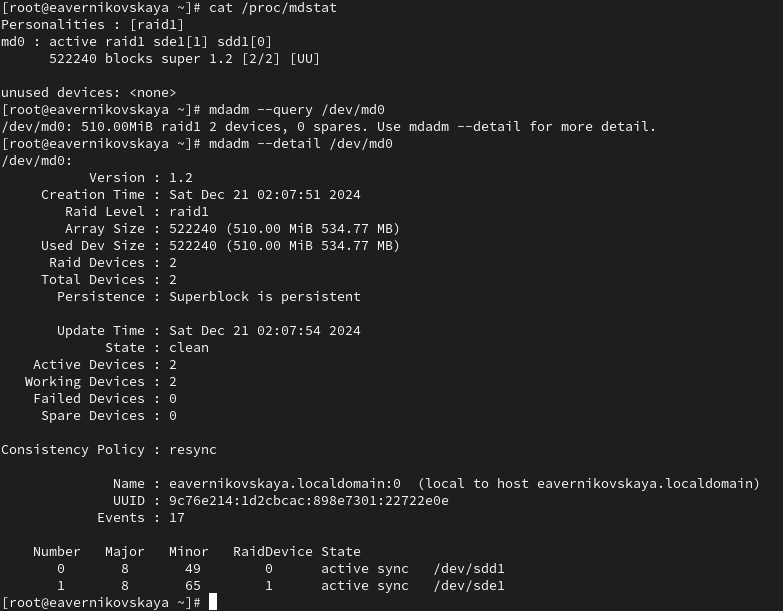 [root@eavernikovskaya ~]# cat /proc/mdstat
Personalities : [raid1]
md0 : active raid1 sde1[1] sdd1[0]
      522240 blocks super 1.2 [2/2] [UU]

unused devices: <none>
[root@eavernikovskaya ~]# mdadm --query /dev/md0
/dev/md0: 510.00MiB raid1 2 devices, 0 spares. Use mdadm --detail for more detail.
[root@eavernikovskaya ~]# mdadm --detail /dev/md0
/dev/md0:
           Version : 1.2
     Creation Time : Sat Dec 21 02:07:51 2024
        Raid Level : raid1
        Array Size : 522240 (510.00 MiB 534.77 MB)
     Used Dev Size : 522240 (510.00 MiB 534.77 MB)
      Raid Devices : 2
     Total Devices : 2
       Persistence : Superblock is persistent

       Update Time : Sat Dec 21 02:07:54 2024
             State : clean
    Active Devices : 2
   Working Devices : 2
    Failed Devices : 0
     Spare Devices : 0

Consistency Policy : resync

              Name : eavernikovskaya.localdomain:0  (local to host eavernikovskaya.localdomain)
              UUID : 9c76e214:1d2cbcac:898e7301:22722e0e
            Events : 17

    Number   Major   Minor   RaidDevice State
       0       8       49        0      active sync   /dev/sdd1
       1       8       65        1      active sync   /dev/sde1
[root@eavernikovskaya ~]#